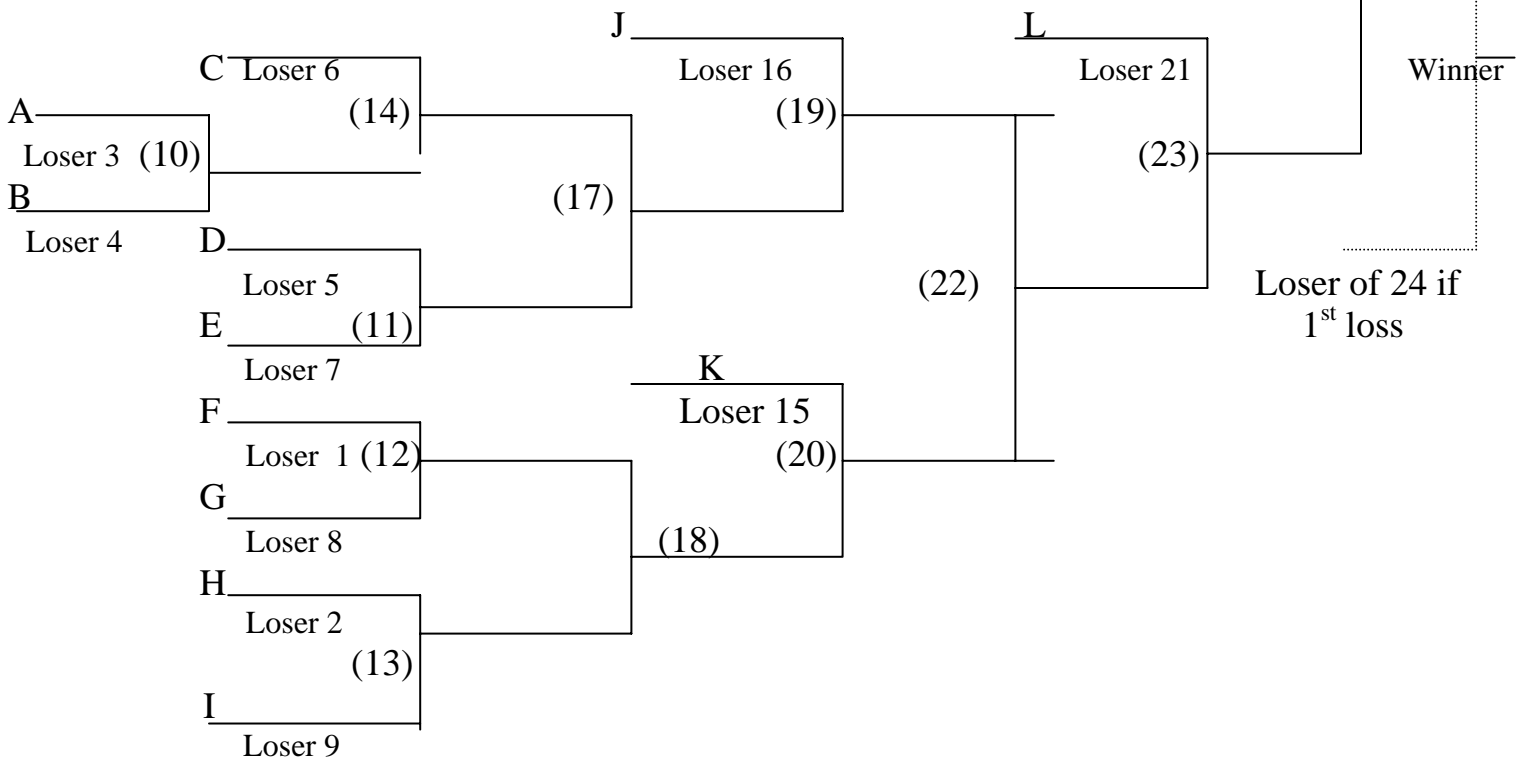 J
L
C Loser 6
Loser 16
Loser 21
Winner
A
(14)
(19)
Loser 3 (10)
(23)
B
(17)
Loser 4
D
Loser 5
(22)
Loser of 24 if
1st loss
E
(11)
Loser 7
K
F
Loser 15
Loser 1 (12)
(20)
G
Loser 8
(18)
H
Loser 2
(13)
I
Loser 9